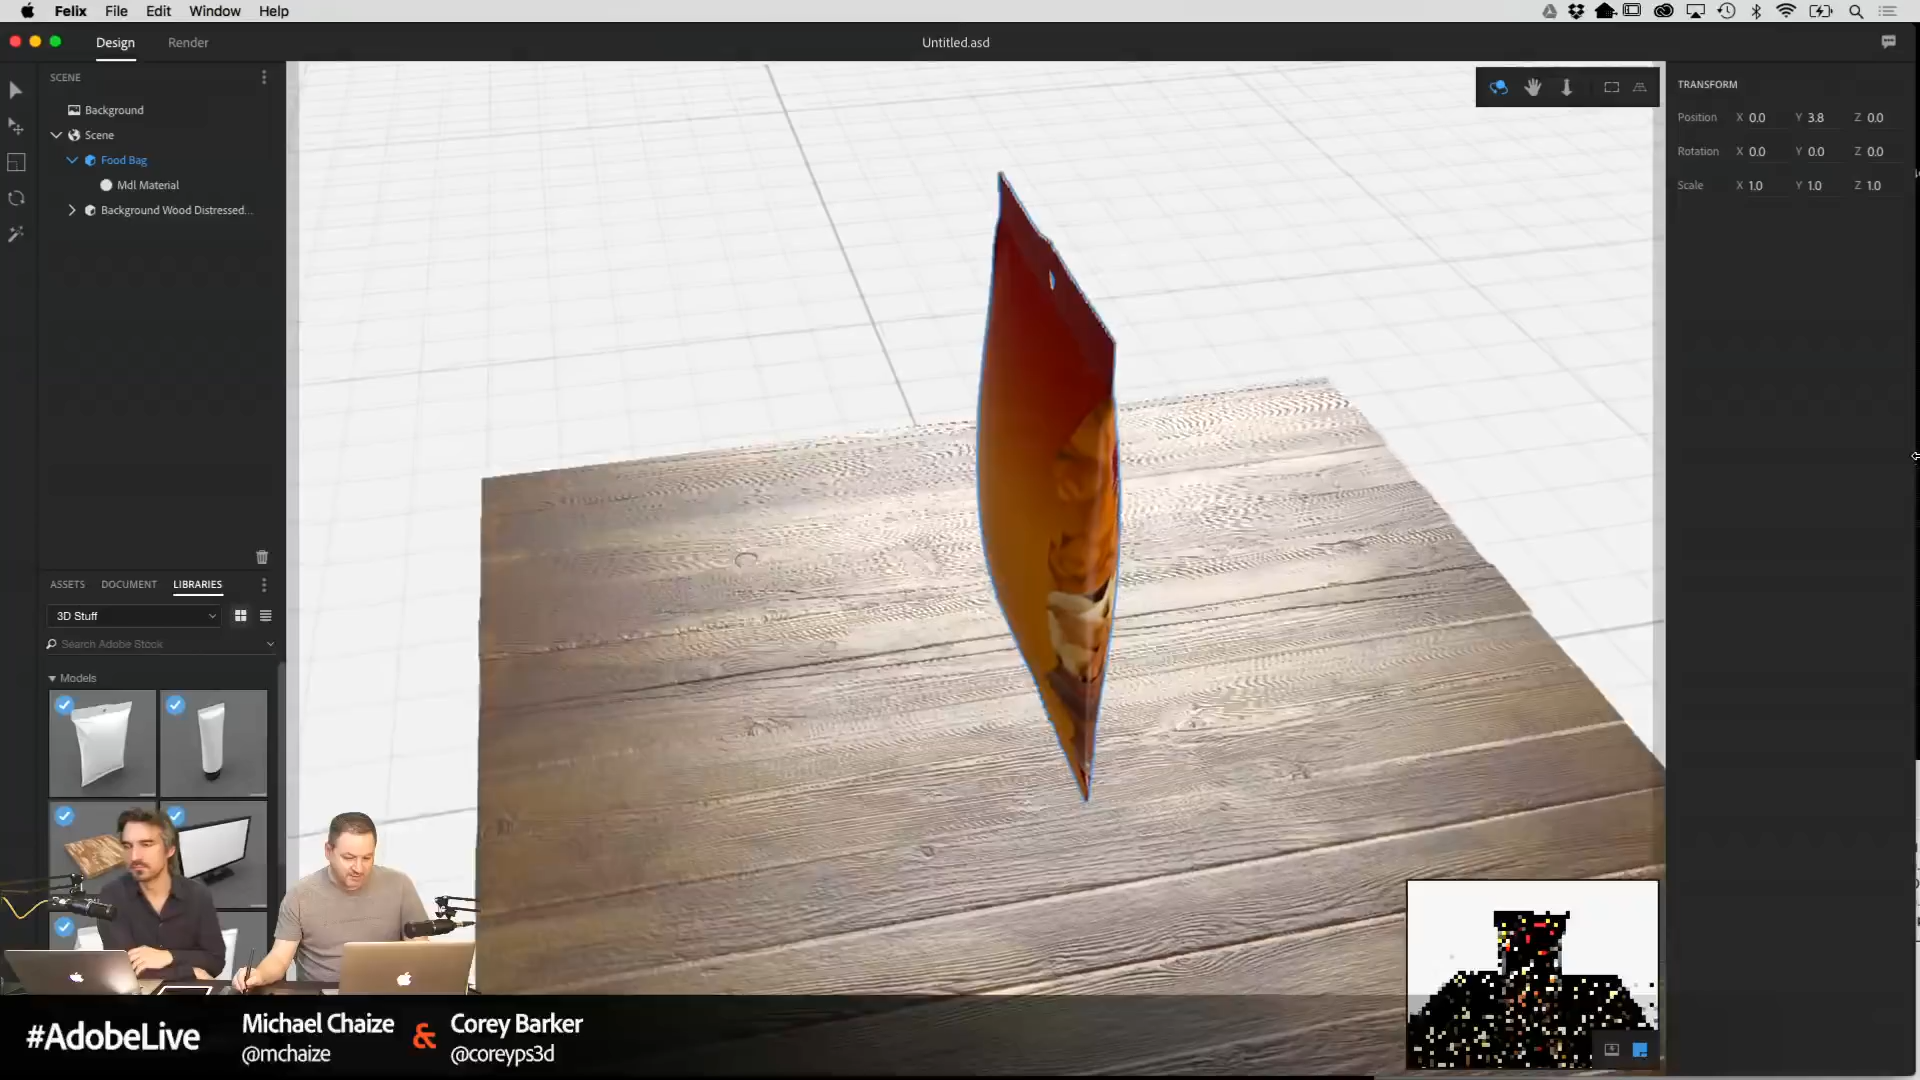 Felix File Edit Window Help
Design Render Untitled.asd
SCENE
Background
Scene
Food Bag
Mdl Material
Background Wood Distressed...
ASSETS DOCUMENT LIBRARIES
3D Stuff
Search Adobe Stock
Models
TRANSFORM
Position X 0.0 Y 3.8 Z 0.0
Rotation X 0.0 Y 0.0 Z 0.0
Scale X 1.0 Y 1.0 Z 1.0
#AdobeLive
Michael Chaize & Corey Barker
@mchaize @coreyps3d